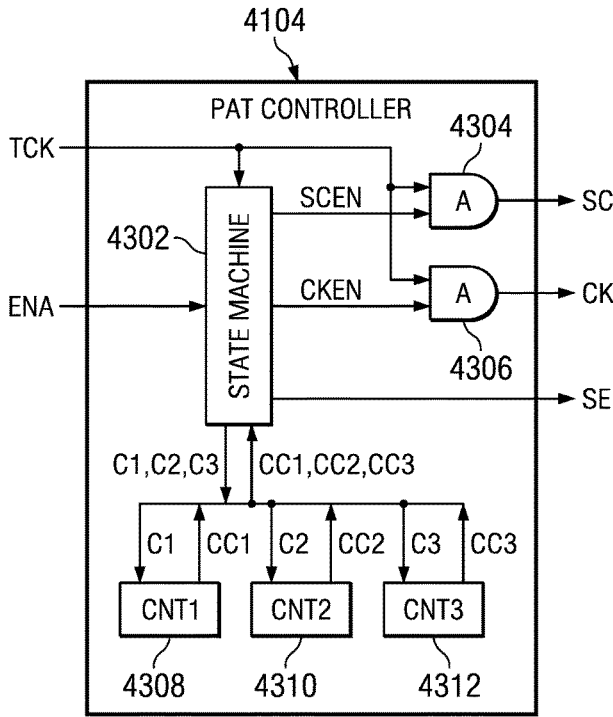 4104
PAT CONTROLLER
TCK
4304
4302
SCEN
A
SC
STATE MACHINE
ENA
CKEN
A
CK
4306
SE
C1,C2,C3
CC1,CC2,CC3
C1
CC1
C2
CC2
C3
CC3
CNT1
CNT2
CNT3
4308
4310
4312